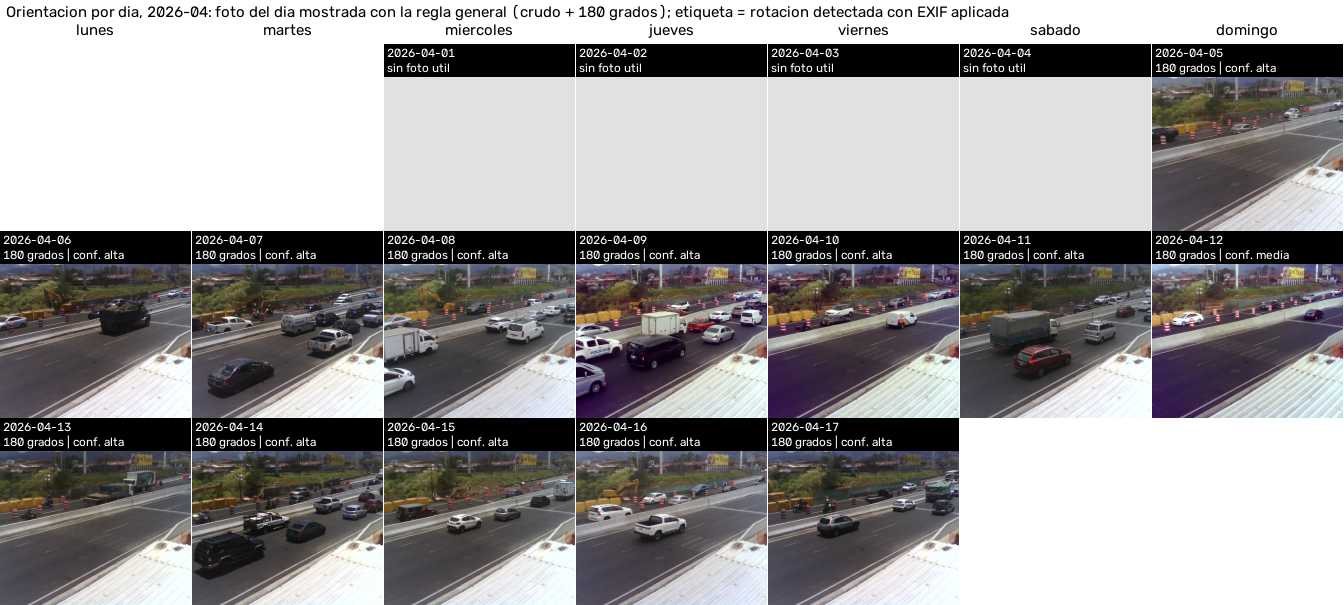 Orientacion por dia, 2026-04: foto del dia mostrada con la regla general (crudo + 180 grados); etiqueta = rotacion detectada con EXIF aplicada
lunes martes miercoles jueves viernes sabado domingo
2026-04-01
sin foto util
2026-04-02
sin foto util
2026-04-03
sin foto util
2026-04-04
sin foto util
2026-04-05
180 grados | conf. alta
2026-04-06
180 grados | conf. alta
2026-04-07
180 grados | conf. alta
2026-04-08
180 grados | conf. alta
2026-04-09
180 grados | conf. alta
2026-04-10
180 grados | conf. alta
2026-04-11
180 grados | conf. alta
2026-04-12
180 grados | conf. media
2026-04-13
180 grados | conf. alta
2026-04-14
180 grados | conf. alta
2026-04-15
180 grados | conf. alta
2026-04-16
180 grados | conf. alta
2026-04-17
180 grados | conf. alta